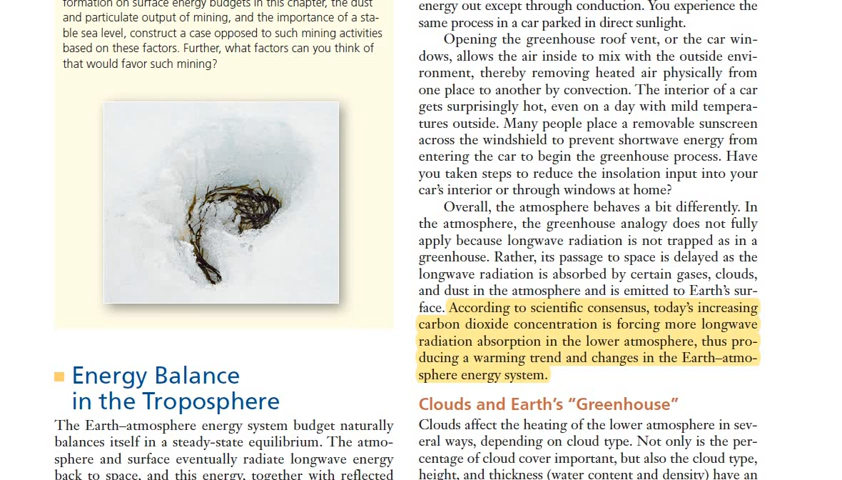 formation on surface energy budgets in this chapter, the dust
and particulate output of mining, and the importance of a sta-
ble sea level, construct a case opposed to such mining activities
based on these factors. Further, what factors can you think of
that would favor such mining?
Energy Balance
in the Troposphere
The Earth–atmosphere energy system budget naturally
balances itself in a steady-state equilibrium. The atmo-
sphere and surface eventually radiate longwave energy
back to space, and this energy, together with reflected
energy out except through conduction. You experience the
same process in a car parked in direct sunlight.
Opening the greenhouse roof vent, or the car win-
dows, allows the air inside to mix with the outside envi-
ronment, thereby removing heated air physically from
one place to another by convection. The interior of a car
gets surprisingly hot, even on a day with mild tempera-
tures outside. Many people place a removable sunscreen
across the windshield to prevent shortwave energy from
entering the car to begin the greenhouse process. Have
you taken steps to reduce the insolation input into your
car’s interior or through windows at home?
Overall, the atmosphere behaves a bit differently. In
the atmosphere, the greenhouse analogy does not fully
apply because longwave radiation is not trapped as in a
greenhouse. Rather, its passage to space is delayed as the
longwave radiation is absorbed by certain gases, clouds,
and dust in the atmosphere and is emitted to Earth’s sur-
face. According to scientific consensus, today’s increasing
carbon dioxide concentration is forcing more longwave
radiation absorption in the lower atmosphere, thus pro-
ducing a warming trend and changes in the Earth–atmo-
sphere energy system.
Clouds and Earth’s “Greenhouse”
Clouds affect the heating of the lower atmosphere in sev-
eral ways, depending on cloud type. Not only is the per-
centage of cloud cover important, but also the cloud type,
height, and thickness (water content and density) have an